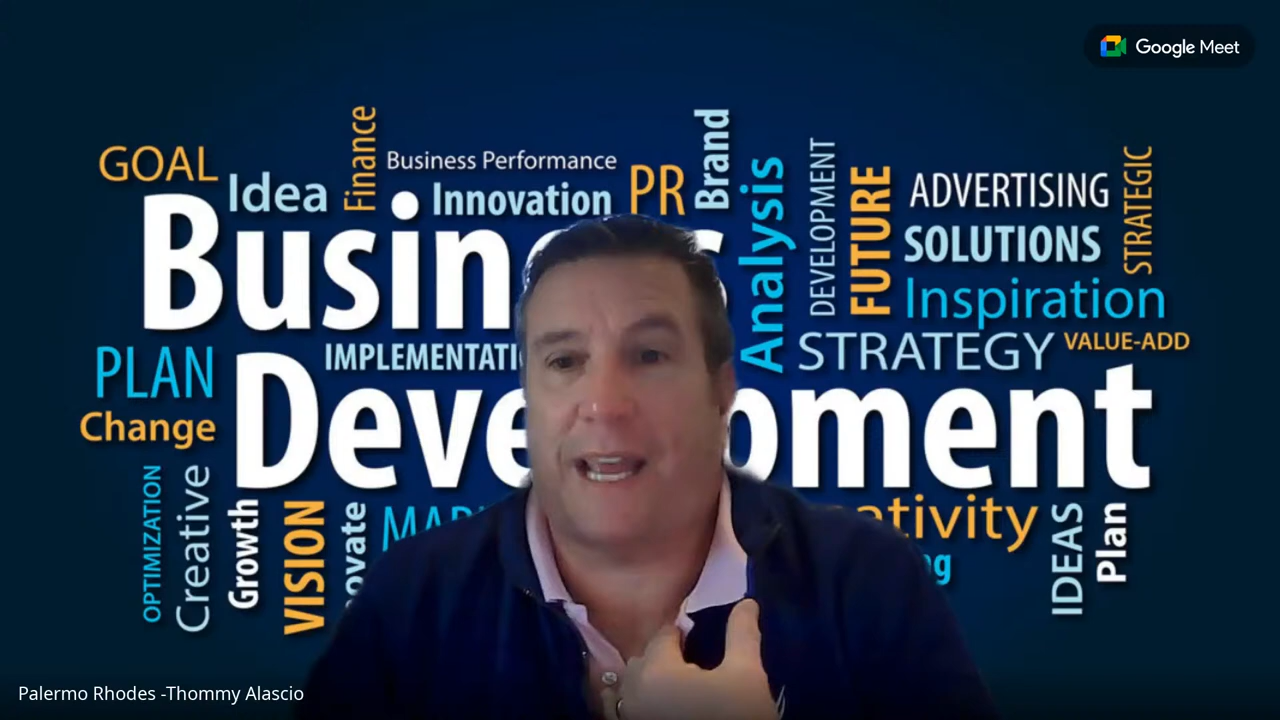 Google Meet
GOAL
Idea
Finance
Business Performance
Innovation
PR
Brand
Analysis
DEVELOPMENT
FUTURE
ADVERTISING
SOLUTIONS
Inspiration
STRATEGIC
STRATEGY
VALUE-ADD
PLAN
Change
OPTIMIZATION
Creative
Growth
VISION
IDEAS
Plan
Palermo Rhodes -Thommy Alascio